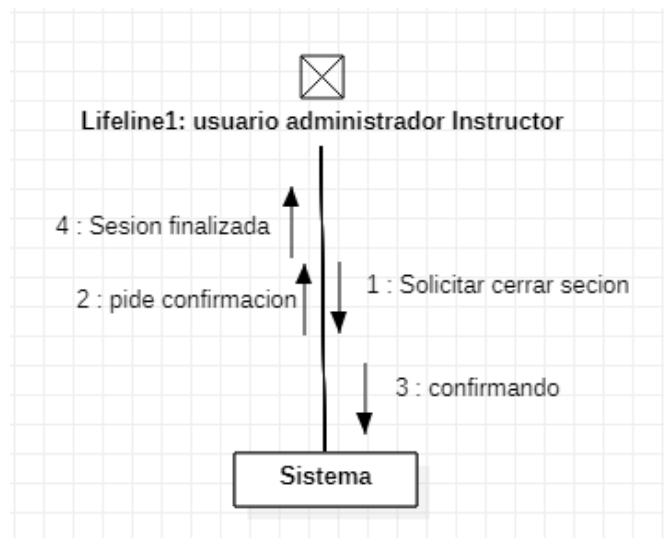 Lifeline1: usuario administrador Instructor
4 : Sesion finalizada
1 : Solicitar cerrar secion
2 : pide confirmacion
3 : confirmando
Sistema